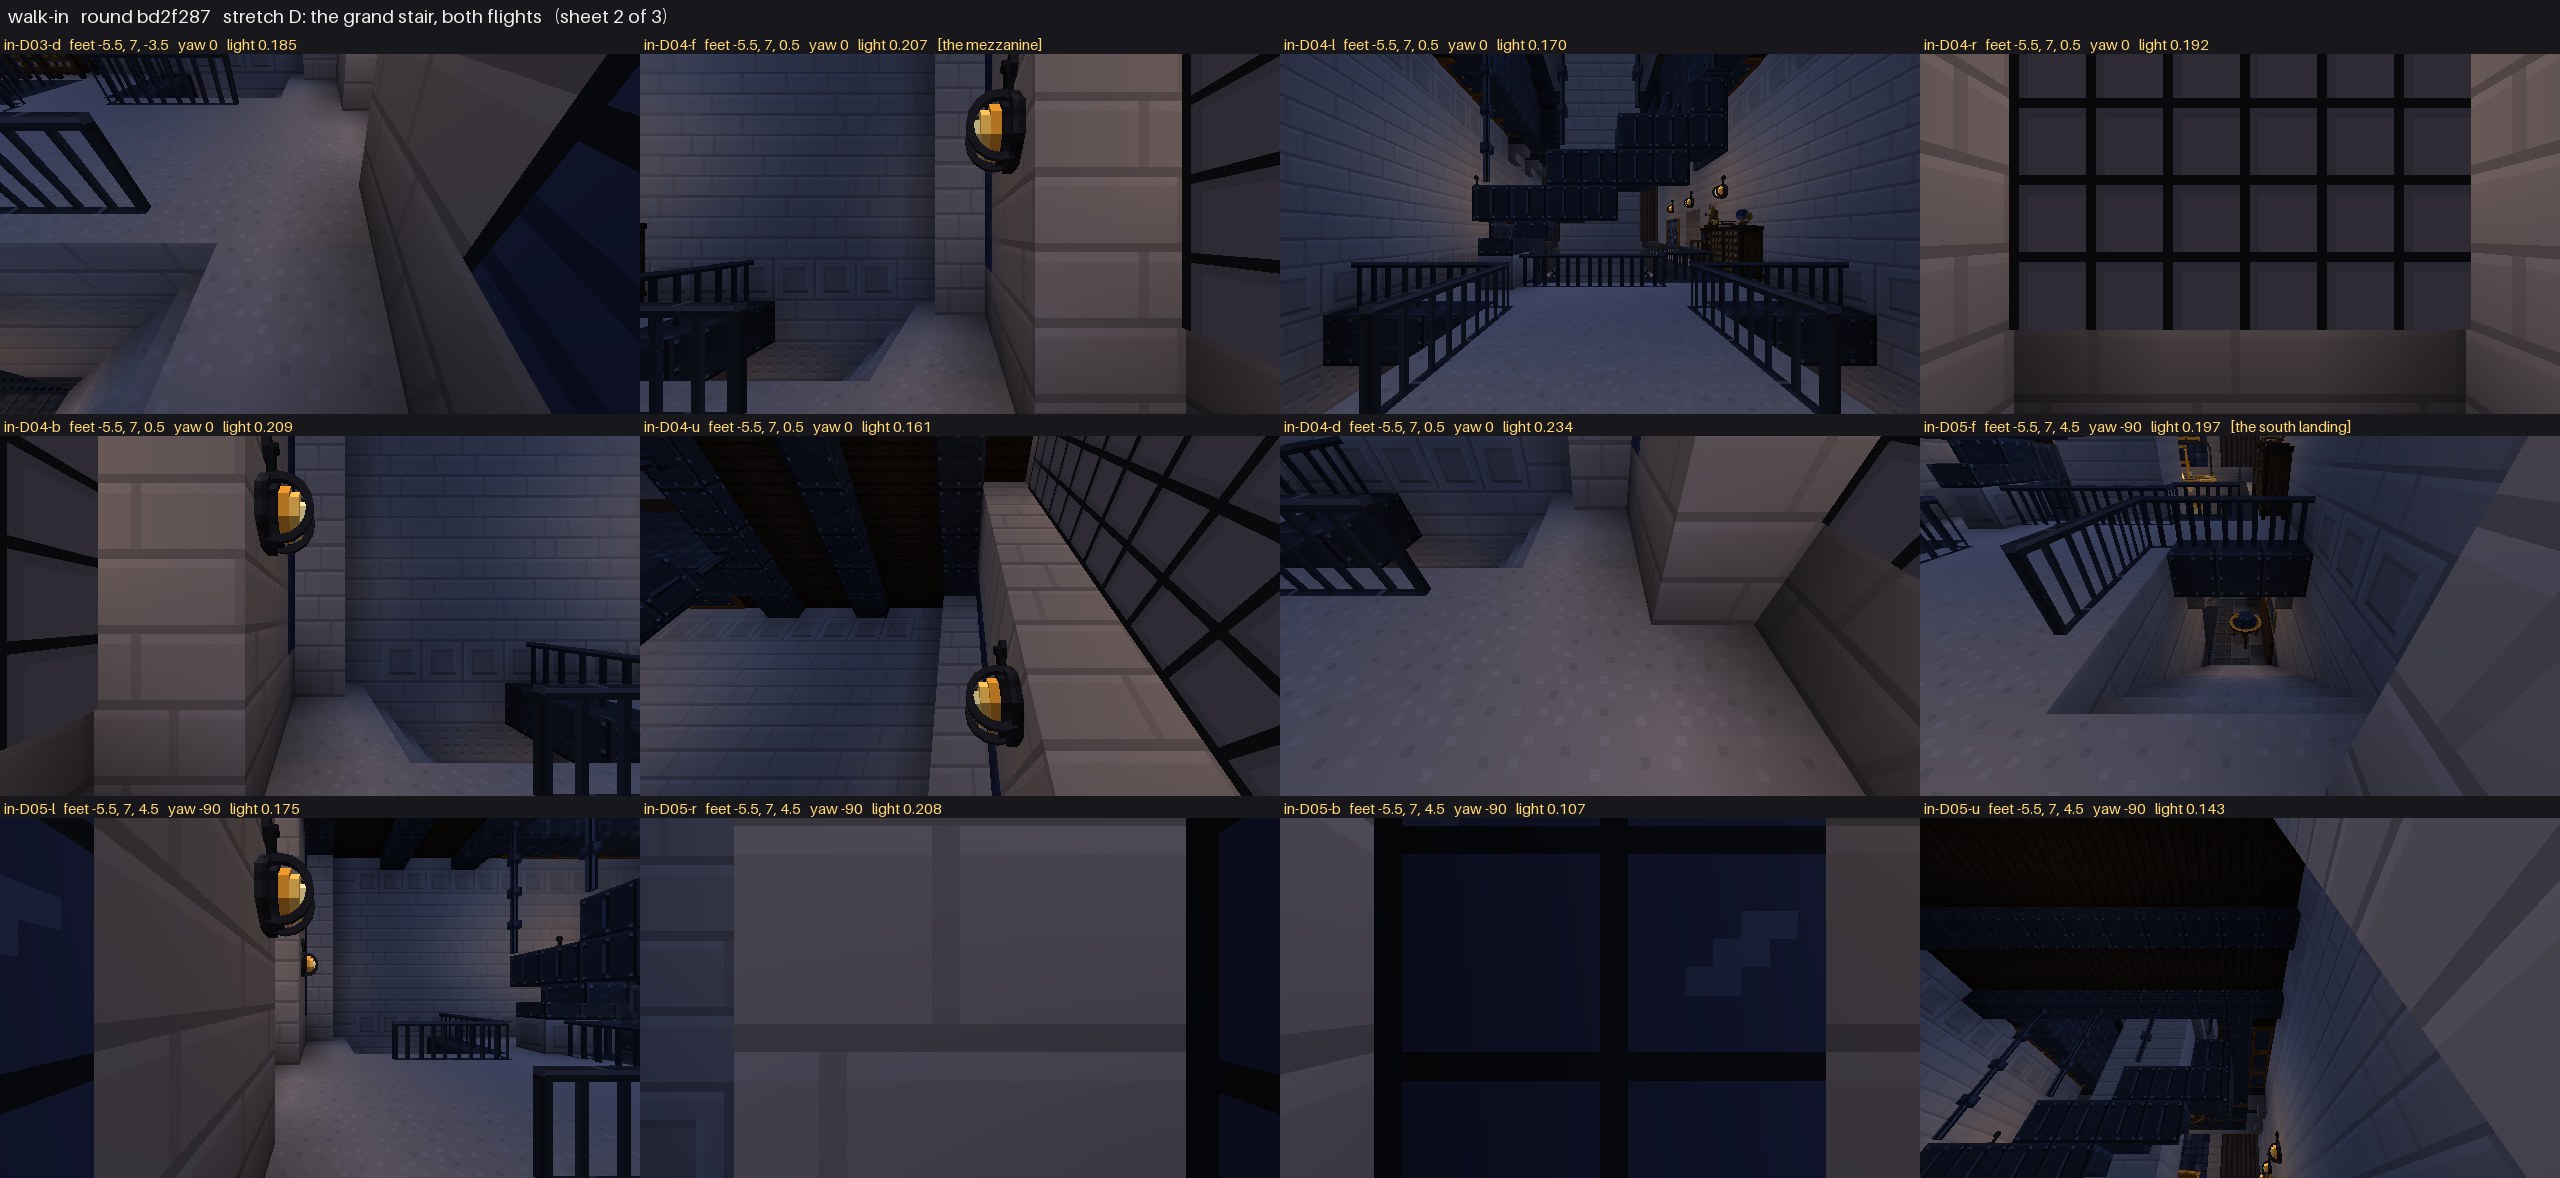 walk-in round bd2f287 stretch D: the grand stair, both flights (sheet 2 of 3)
in-D03-d feet -5.5, 7, -3.5 yaw 0 light 0.185
in-D04-f feet -5.5, 7, 0.5 yaw 0 light 0.207 [the mezzanine]
in-D04-l feet -5.5, 7, 0.5 yaw 0 light 0.170
in-D04-r feet -5.5, 7, 0.5 yaw 0 light 0.192
in-D04-b feet -5.5, 7, 0.5 yaw 0 light 0.209
in-D04-u feet -5.5, 7, 0.5 yaw 0 light 0.161
in-D04-d feet -5.5, 7, 0.5 yaw 0 light 0.234
in-D05-f feet -5.5, 7, 4.5 yaw -90 light 0.197 [the south landing]
in-D05-l feet -5.5, 7, 4.5 yaw -90 light 0.175
in-D05-r feet -5.5, 7, 4.5 yaw -90 light 0.208
in-D05-b feet -5.5, 7, 4.5 yaw -90 light 0.107
in-D05-u feet -5.5, 7, 4.5 yaw -90 light 0.143